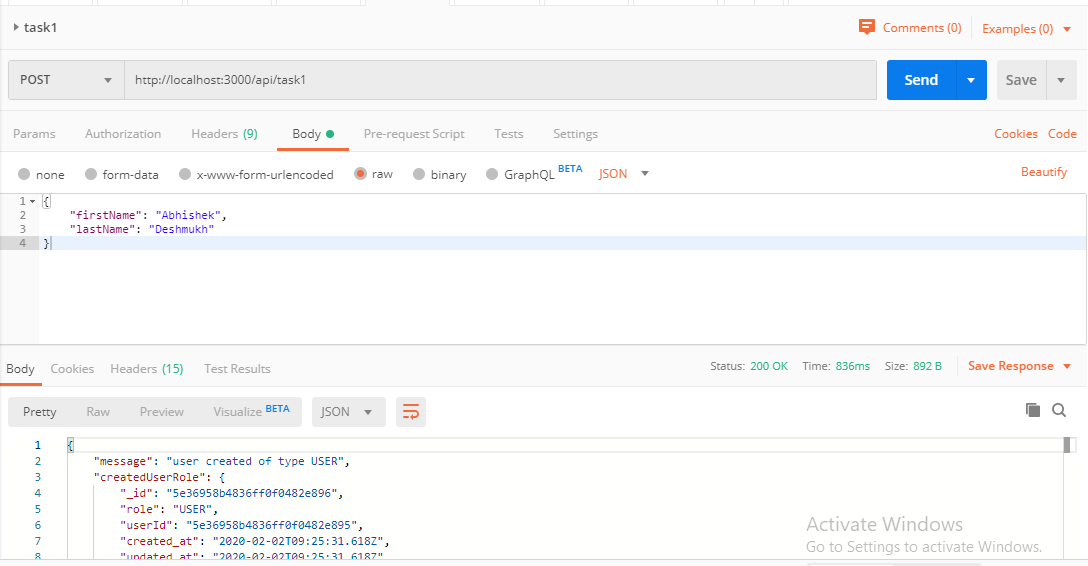 task1
Comments (0)
Examples (0)
POST
http://localhost:3000/api/task1
Send
Save
Params Authorization Headers (9) Body Pre-request Script Tests Settings Cookies Code
none form-data x-www-form-urlencoded raw binary GraphQL BETA JSON Beautify
1 {
2 "firstName": "Abhishek",
3 "lastName": "Deshmukh"
4 }
Body Cookies Headers (15) Test Results Status: 200 OK Time: 836ms Size: 892 B Save Response
Pretty Raw Preview Visualize BETA JSON
1 {
2 "message": "user created of type USER",
3 "createdUserRole": {
4 "_id": "5e36958b4836ff0f0482e896",
5 "role": "USER",
6 "userId": "5e36958b4836ff0f0482e895",
7 "created_at": "2020-02-02T09:25:31.618Z",
8 "updated_at": "2020-02-02T09:25:31.618Z"
Activate Windows
Go to Settings to activate Windows.